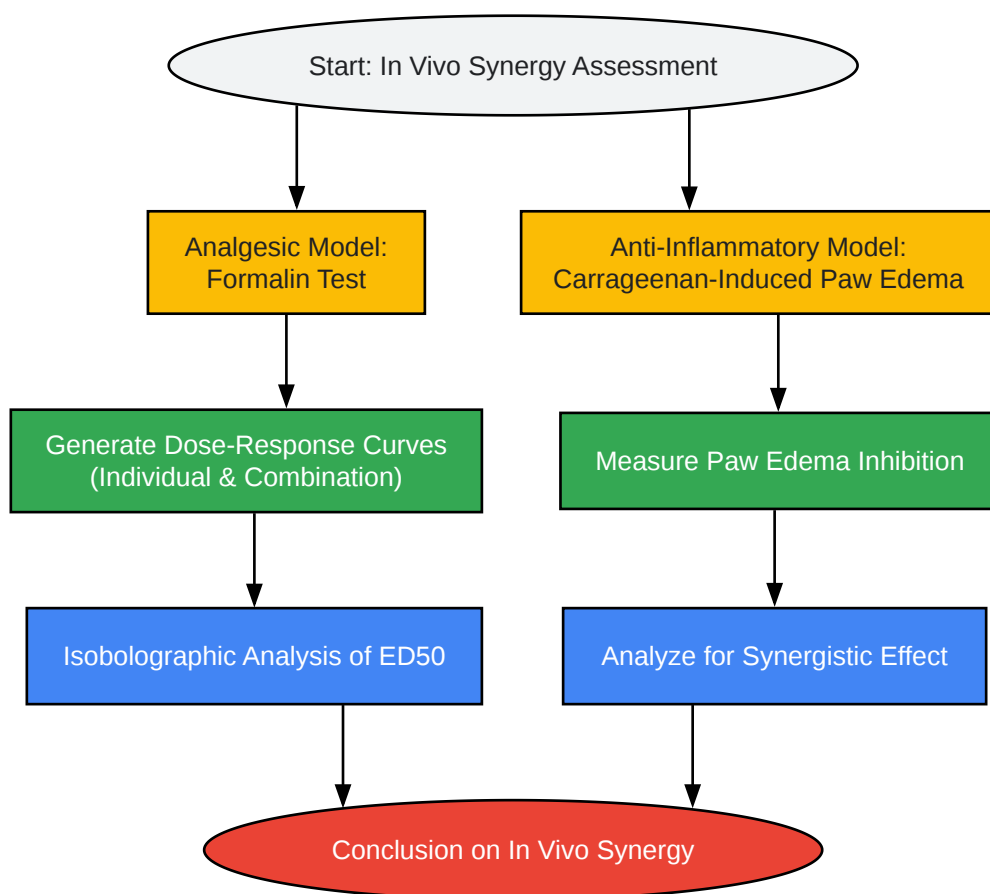 Start: In Vivo Synergy Assessment
Analgesic Model:
Formalin Test
Anti-Inflammatory Model:
Carrageenan-Induced Paw Edema
Generate Dose-Response Curves
(Individual & Combination)
Measure Paw Edema Inhibition
Isobolographic Analysis of ED50
Analyze for Synergistic Effect
Conclusion on In Vivo Synergy